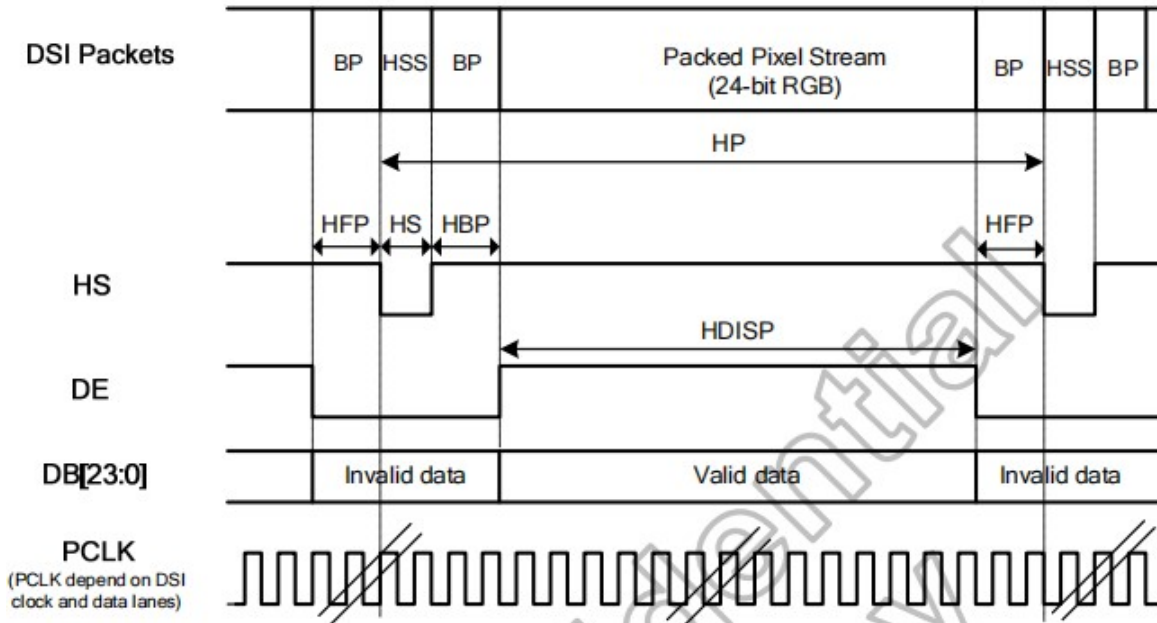 DSI Packets
BP
HSS
BP
Packed Pixel Stream
(24-bit RGB)
BP
HSS
BP
HP
HFP
HS
HBP
HFP
HS
HDISP
DE
DB[23:0]
Invalid data
Valid data
Invalid data
PCLK
(PCLK depend on DSI
clock and data lanes)